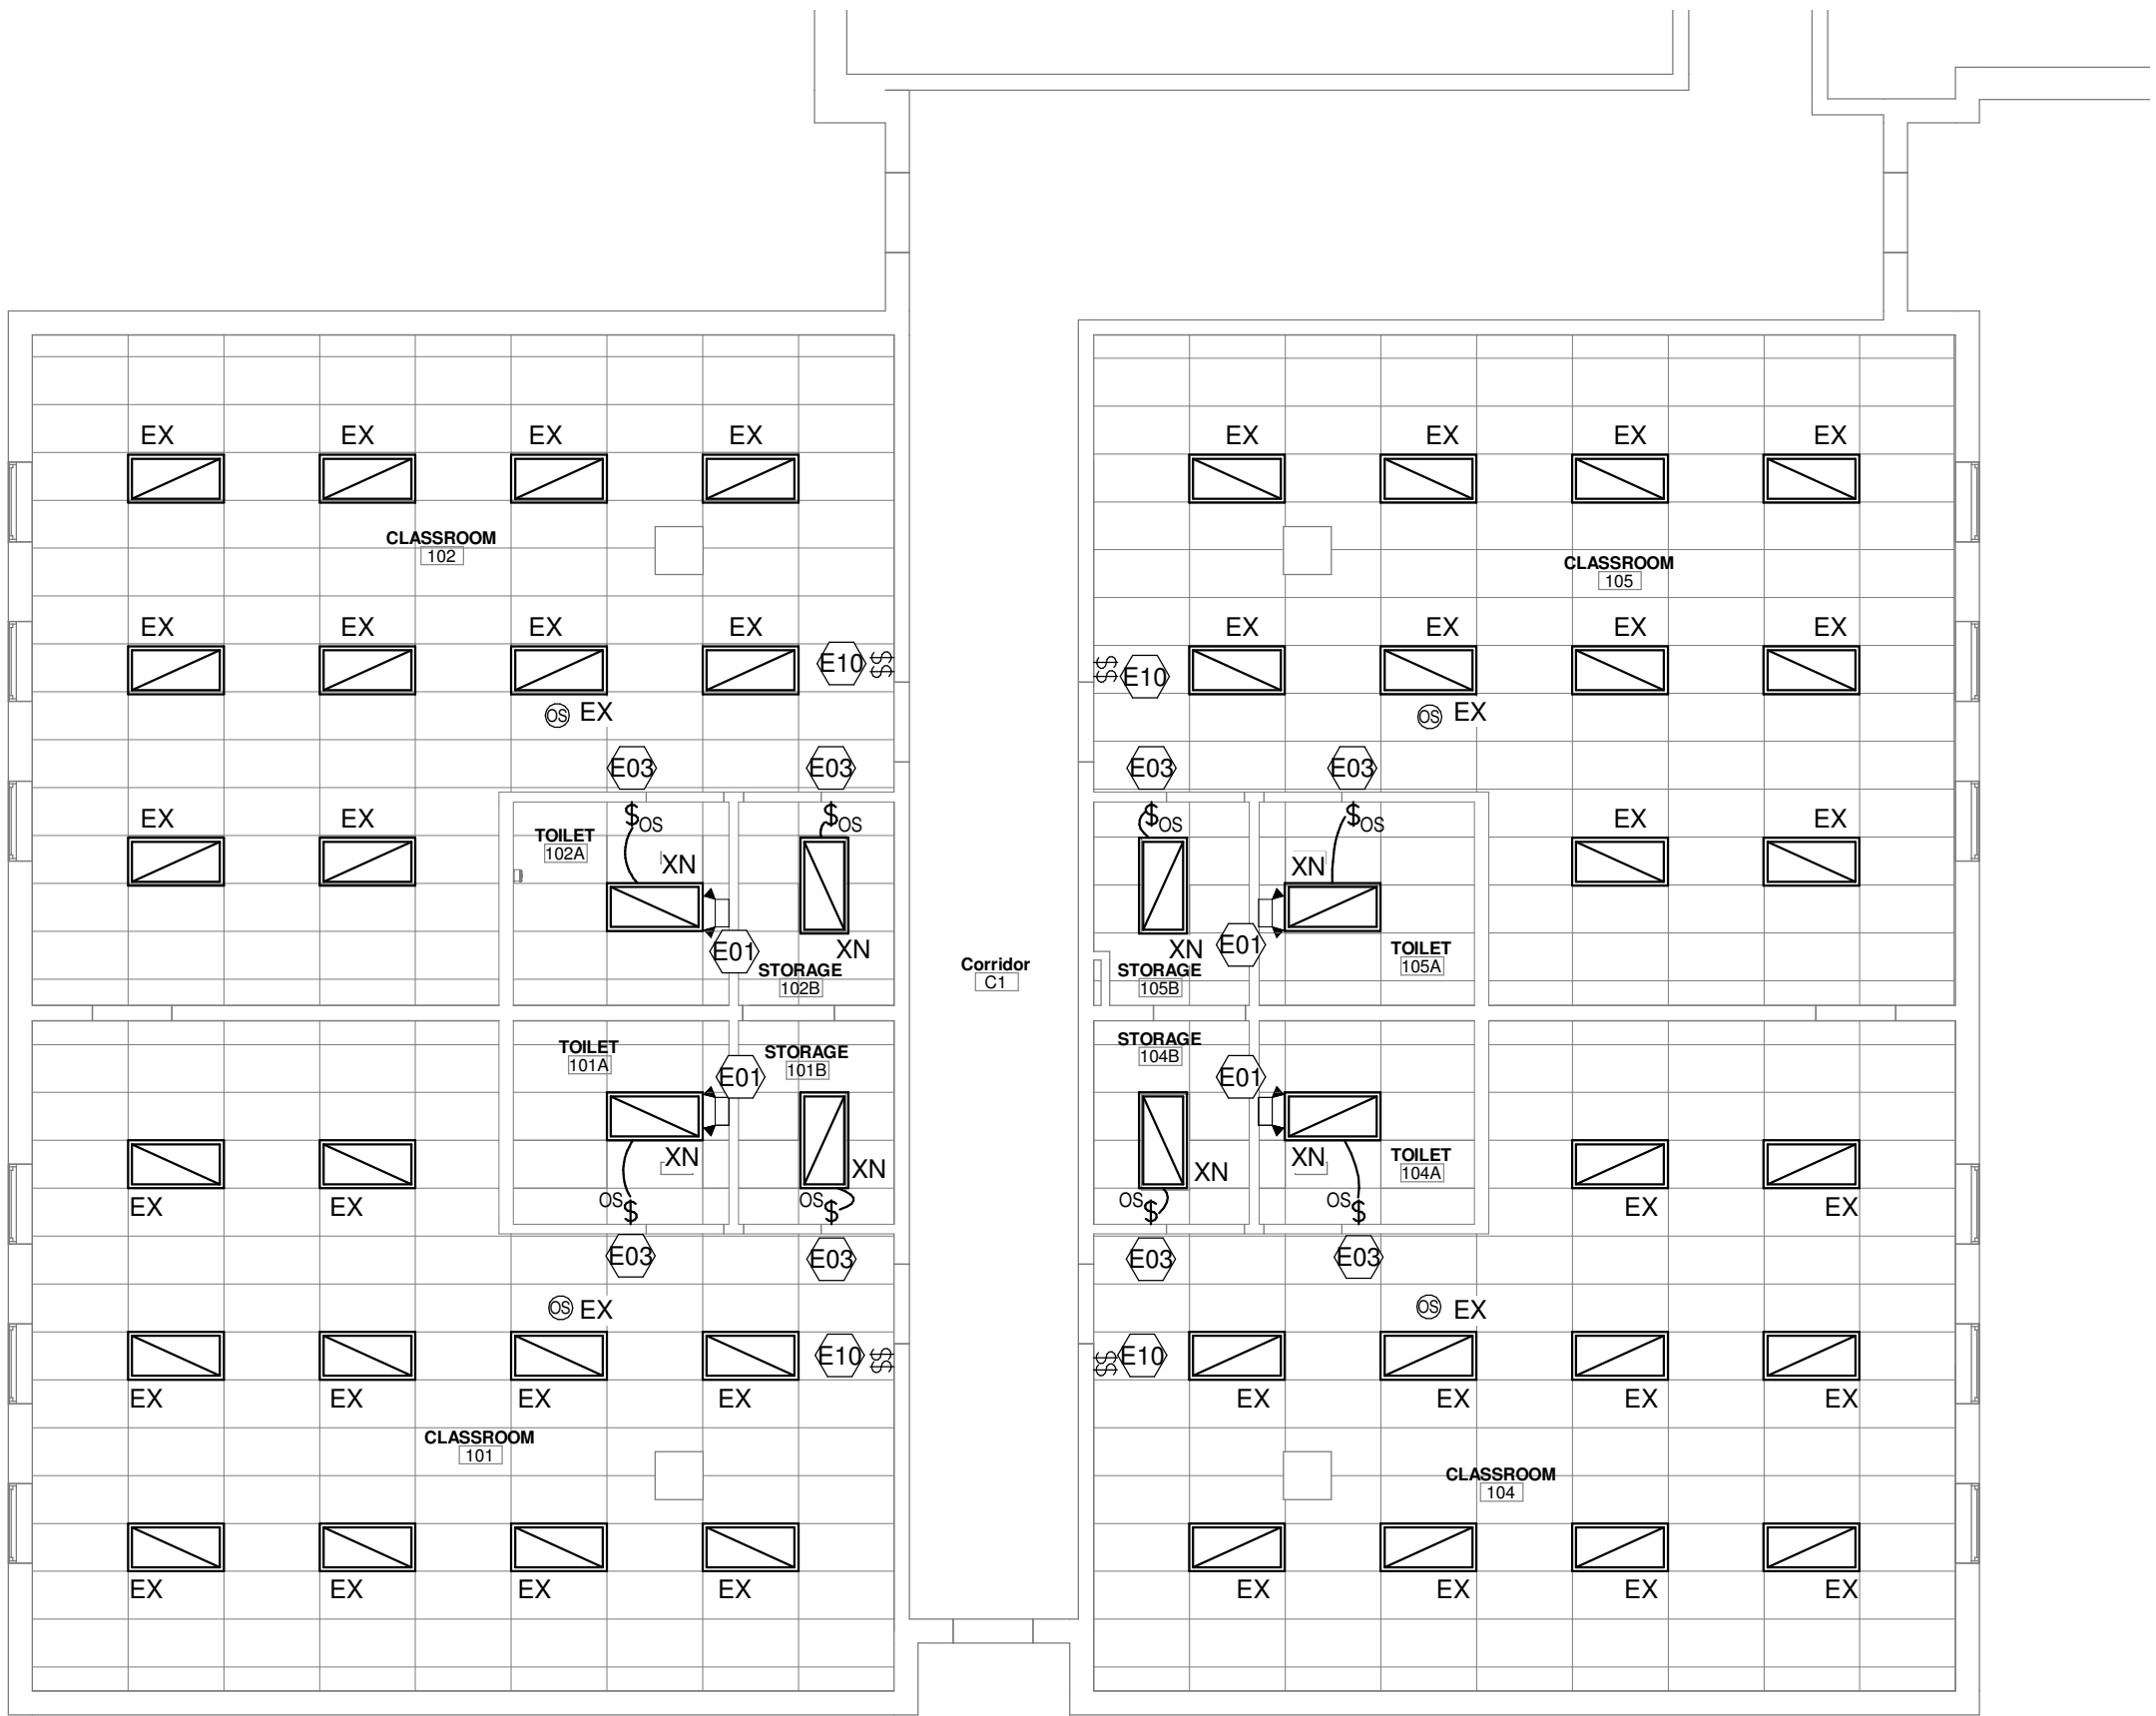 EX EX EX EX EX EX EX EX
CLASSROOM
102
CLASSROOM
105
EX EX EX EX EX EX EX EX
E10 $$ $$ E10
OS EX OS EX
E03 E03 E03 E03
EX EX EX EX
$OS $OS $OS $OS
TOILET
102A
XN XN
E01 XN XN E01
STORAGE
102B
Corridor
C1
STORAGE
105B
TOILET
105A
TOILET
101A
STORAGE
101B
STORAGE
104B
E01 E01
XN XN XN XN
TOILET
104A
EX EX OS$ OS$ OS$ OS$ EX EX
E03 E03 E03 E03
OS EX OS EX
E10 $$ $$ E10
EX EX EX EX EX EX EX EX
CLASSROOM
101
CLASSROOM
104
EX EX EX EX EX EX EX EX